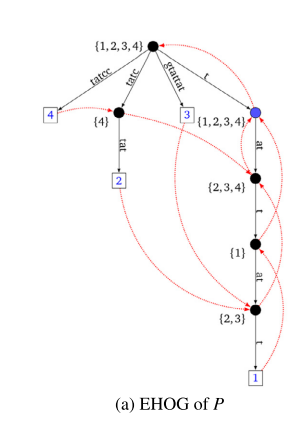 {1,2,3,4}
tatcc
tatc
gtattat
t
4
{4}
3
{1,2,3,4}
tat
at
2
{2,3,4}
t
{1}
at
{2,3}
t
1
(a) EHOG of P